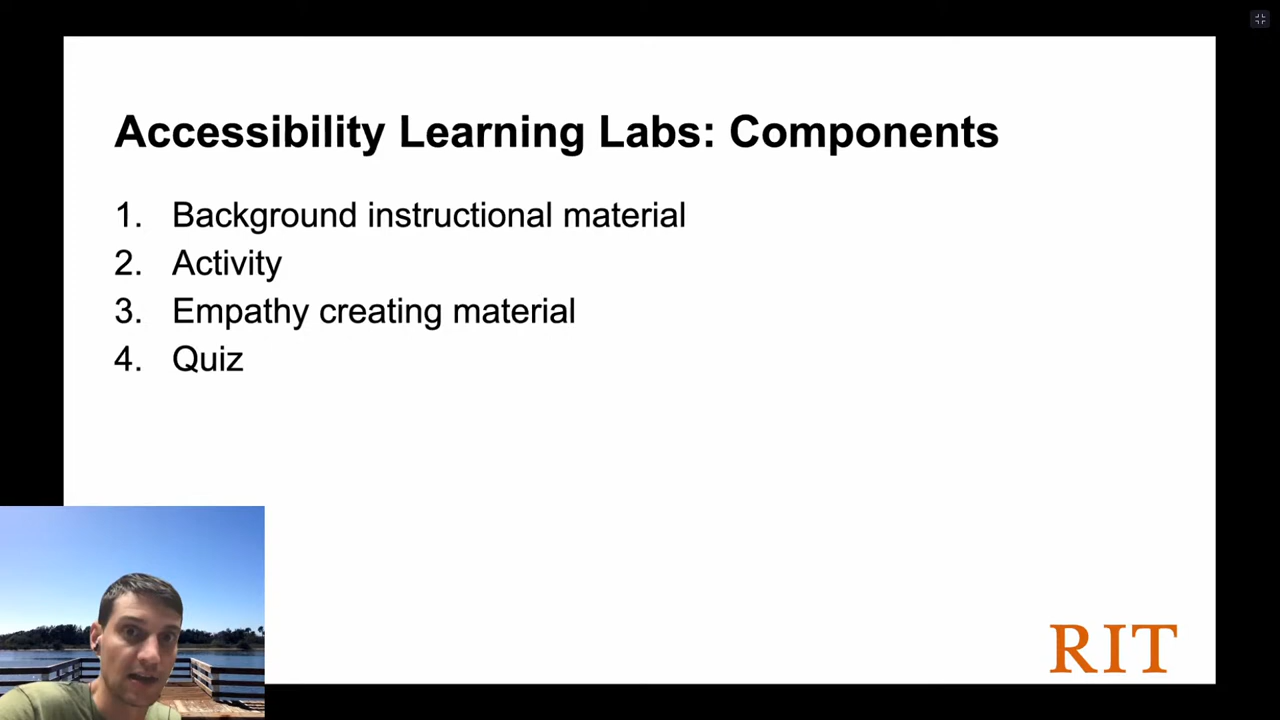 Accessibility Learning Labs: Components
1. Background instructional material
2. Activity
3. Empathy creating material
4. Quiz
RIT